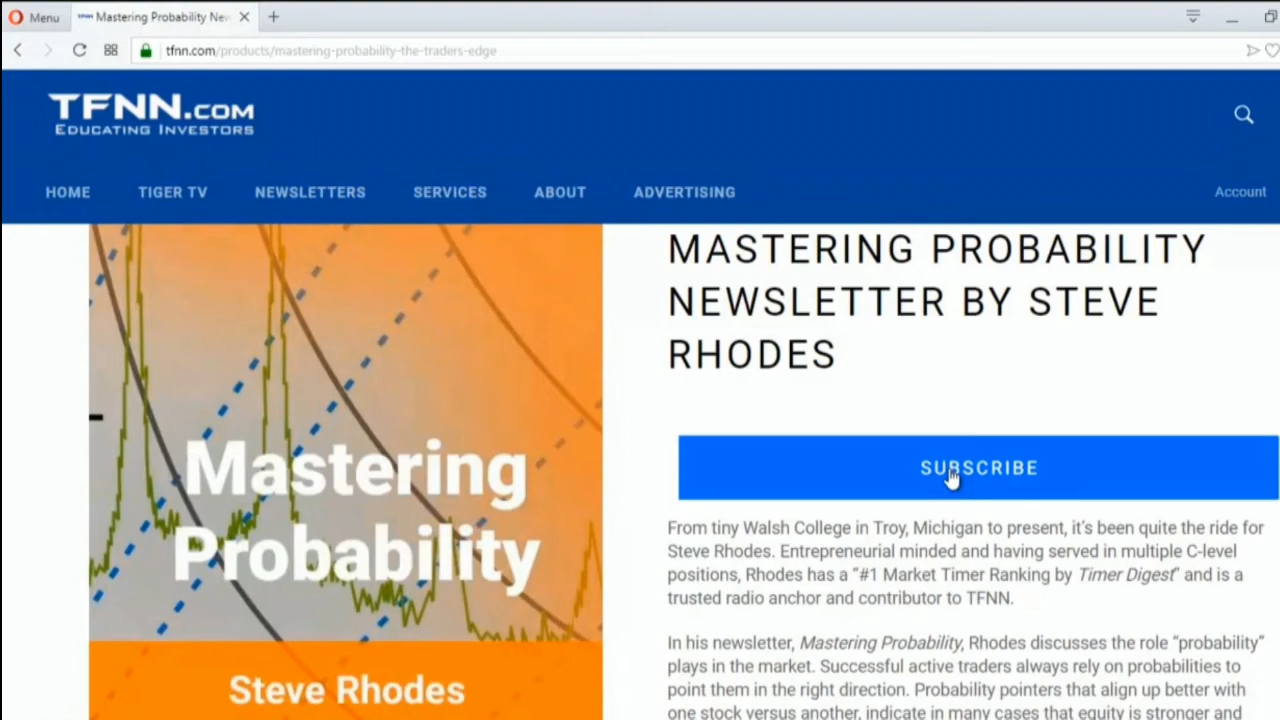 Menu
Mastering Probability New
tfnn.com/products/mastering-probability-the-traders-edge
TFNN.COM
EDUCATING INVESTORS
HOME TIGER TV NEWSLETTERS SERVICES ABOUT ADVERTISING Account
Mastering
Probability
Steve Rhodes
MASTERING PROBABILITY
NEWSLETTER BY STEVE
RHODES
SUBSCRIBE
From tiny Walsh College in Troy, Michigan to present, it's been quite the ride for
Steve Rhodes. Entrepreneurial minded and having served in multiple C-level
positions, Rhodes has a “#1 Market Timer Ranking by Timer Digest” and is a
trusted radio anchor and contributor to TFNN.
In his newsletter, Mastering Probability, Rhodes discusses the role “probability”
plays in the market. Successful active traders always rely on probabilities to
point them in the right direction. Probability pointers that align up better with
one stock versus another, indicate in many cases that equity is stronger and